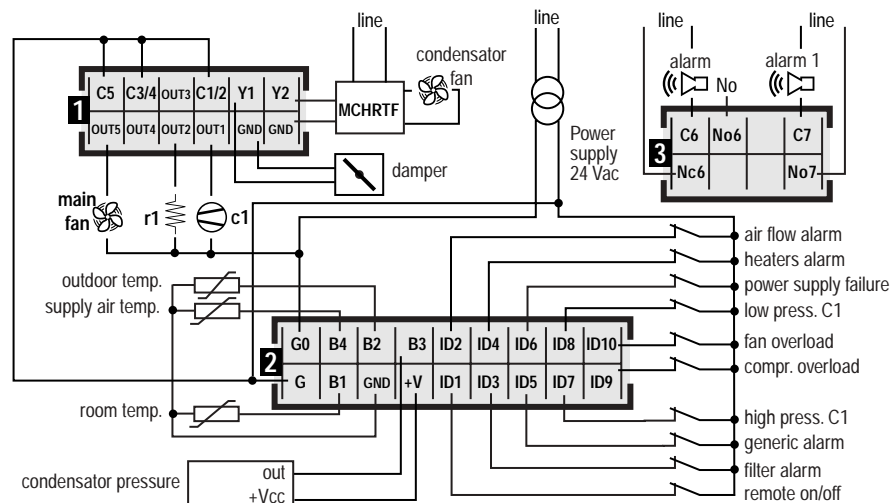 line line line line
condensator fan
alarm No alarm 1
C5 C3/4 OUT3 C1/2 Y1 Y2
1
OUT5 OUT4 OUT2 OUT1 GND GND
MCHRTF
Power supply 24 Vac
C6 No6 C7
3
Nc6 No7
damper
main fan
r1
c1
air flow alarm
heaters alarm
outdoor temp.
power supply failure
supply air temp.
low press. C1
G0 B4 B2 B3 ID2 ID4 ID6 ID8 ID10
fan overload
2
compr. overload
G B1 GND +V ID1 ID3 ID5 ID7 ID9
room temp.
high press. C1
generic alarm
filter alarm
condensator pressure
out
+Vcc
remote on/off